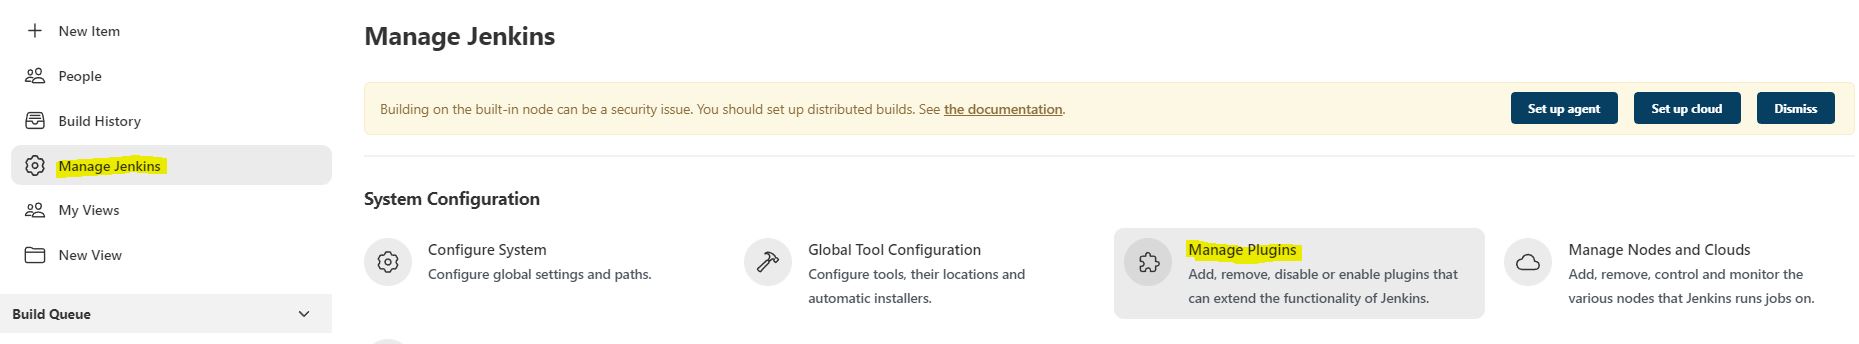 New Item
People
Build History
Manage Jenkins
My Views
New View
Build Queue
Manage Jenkins
Building on the built-in node can be a security issue. You should set up distributed builds. See the documentation.
Set up agent
Set up cloud
Dismiss
System Configuration
Configure System
Configure global settings and paths.
Global Tool Configuration
Configure tools, their locations and
automatic installers.
Manage Plugins
Add, remove, disable or enable plugins that
can extend the functionality of Jenkins.
Manage Nodes and Clouds
Add, remove, control and monitor the
various nodes that Jenkins runs jobs on.